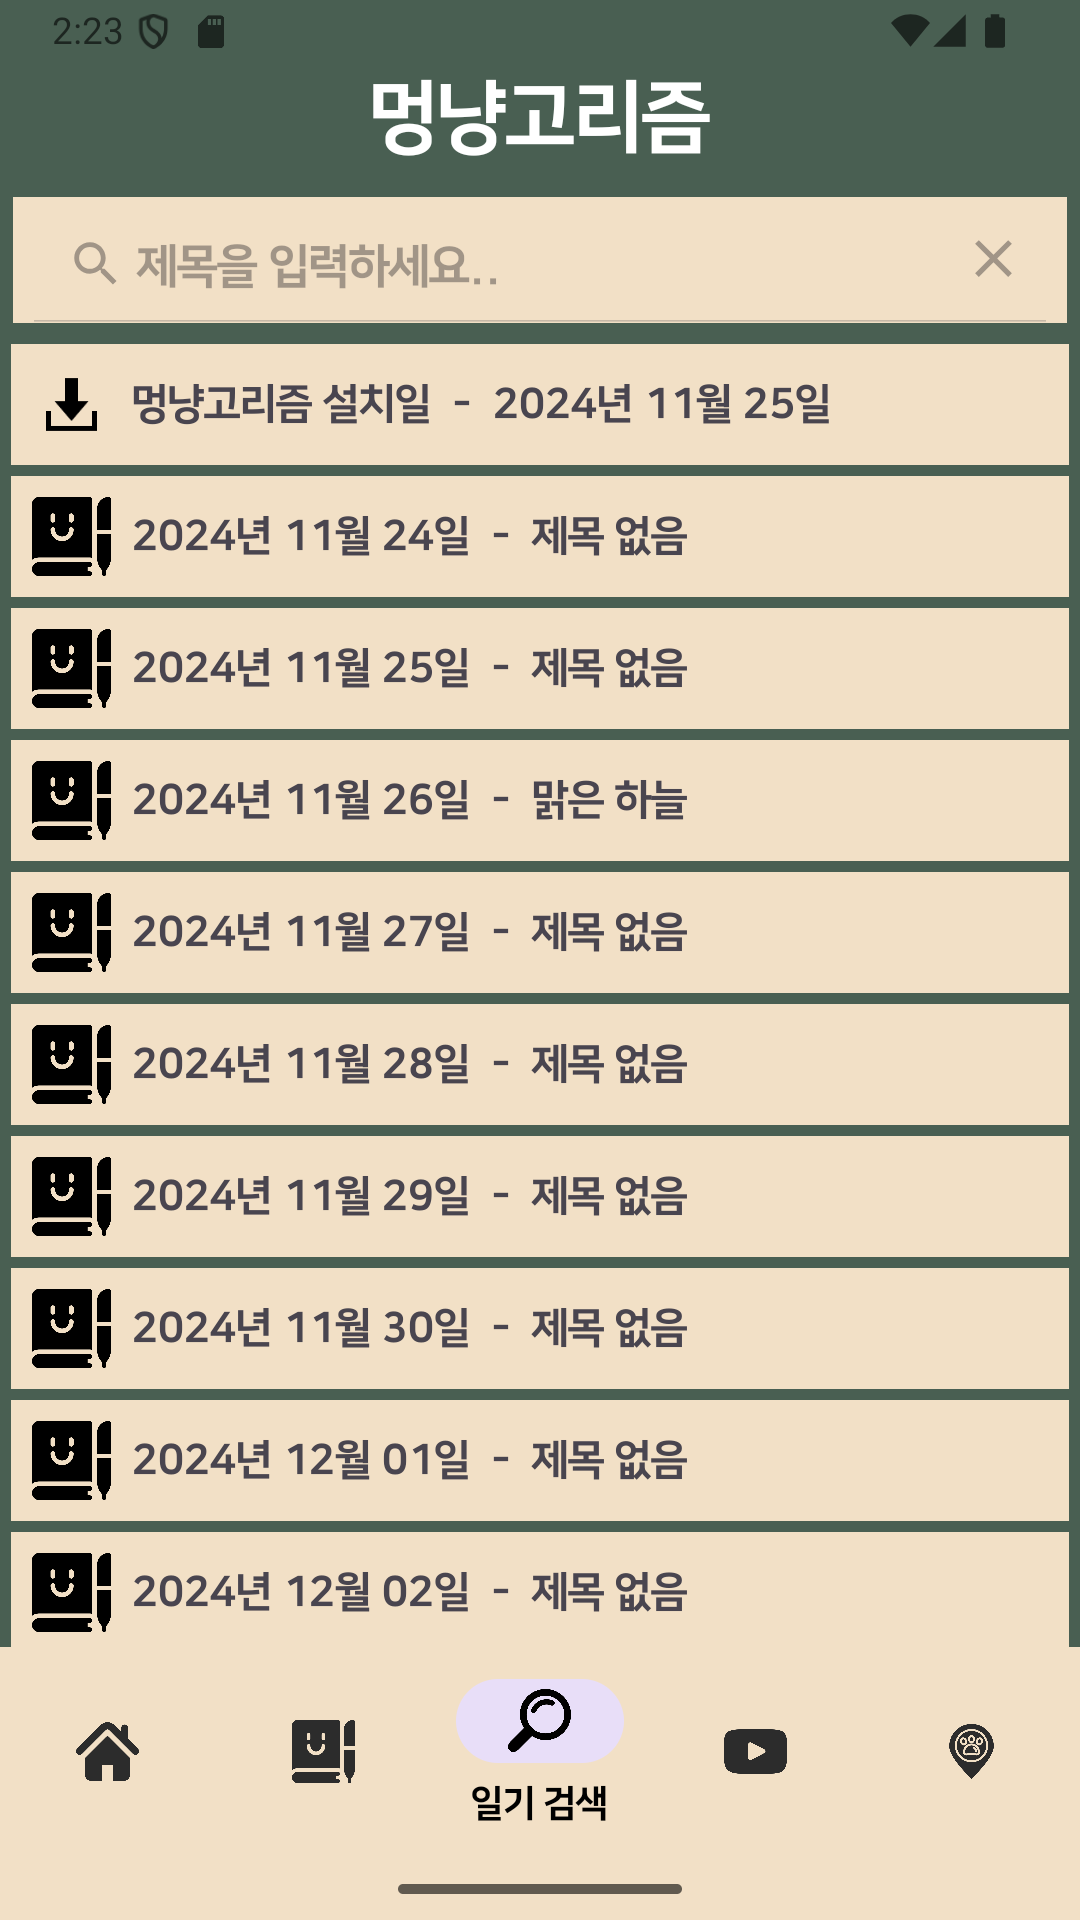 2:23
멍냥고리즘
제목을 입력하세요..
멍냥고리즘 설치일 - 2024년 11월 25일
2024년 11월 24일 - 제목 없음
2024년 11월 25일 - 제목 없음
2024년 11월 26일 - 맑은 하늘
2024년 11월 27일 - 제목 없음
2024년 11월 28일 - 제목 없음
2024년 11월 29일 - 제목 없음
2024년 11월 30일 - 제목 없음
2024년 12월 01일 - 제목 없음
2024년 12월 02일 - 제목 없음
일기 검색